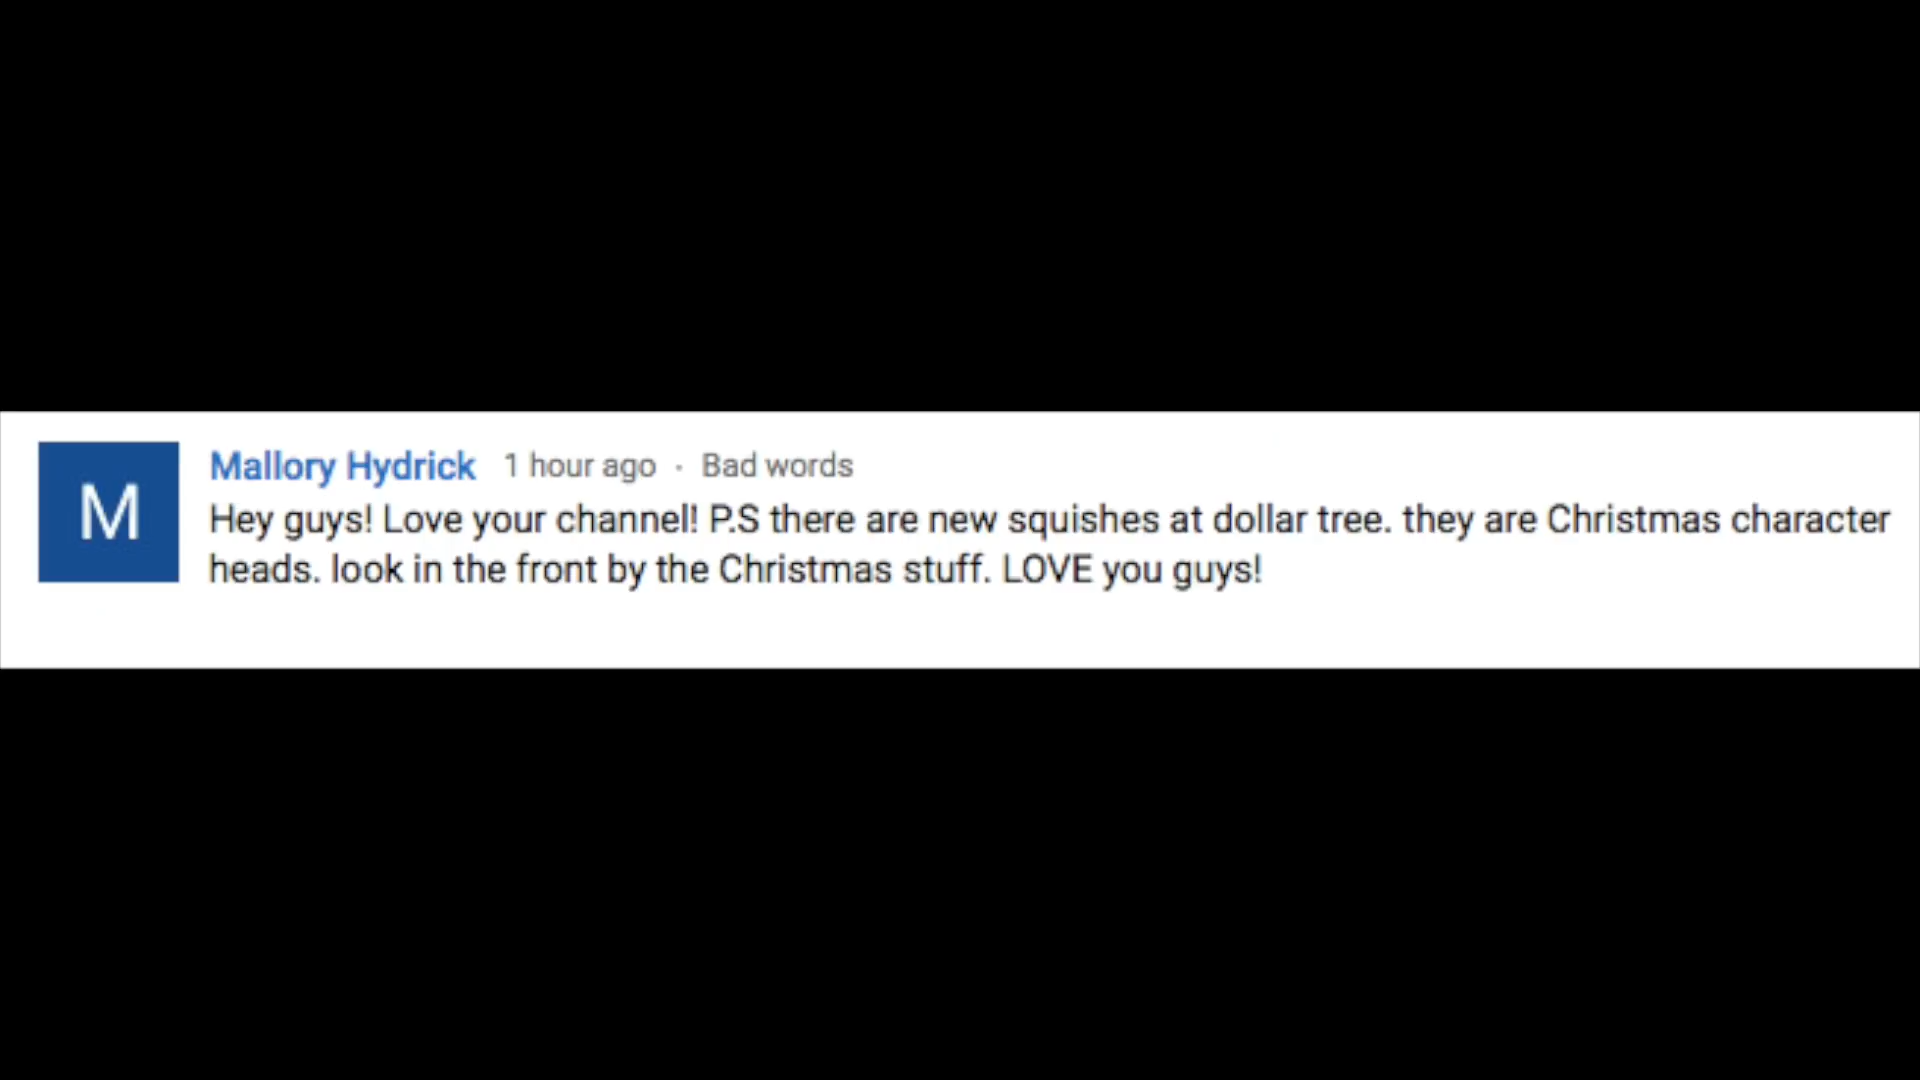 M
Mallory Hydrick 1 hour ago · Bad words
Hey guys! Love your channel! P.S there are new squishes at dollar tree. they are Christmas character
heads. look in the front by the Christmas stuff. LOVE you guys!